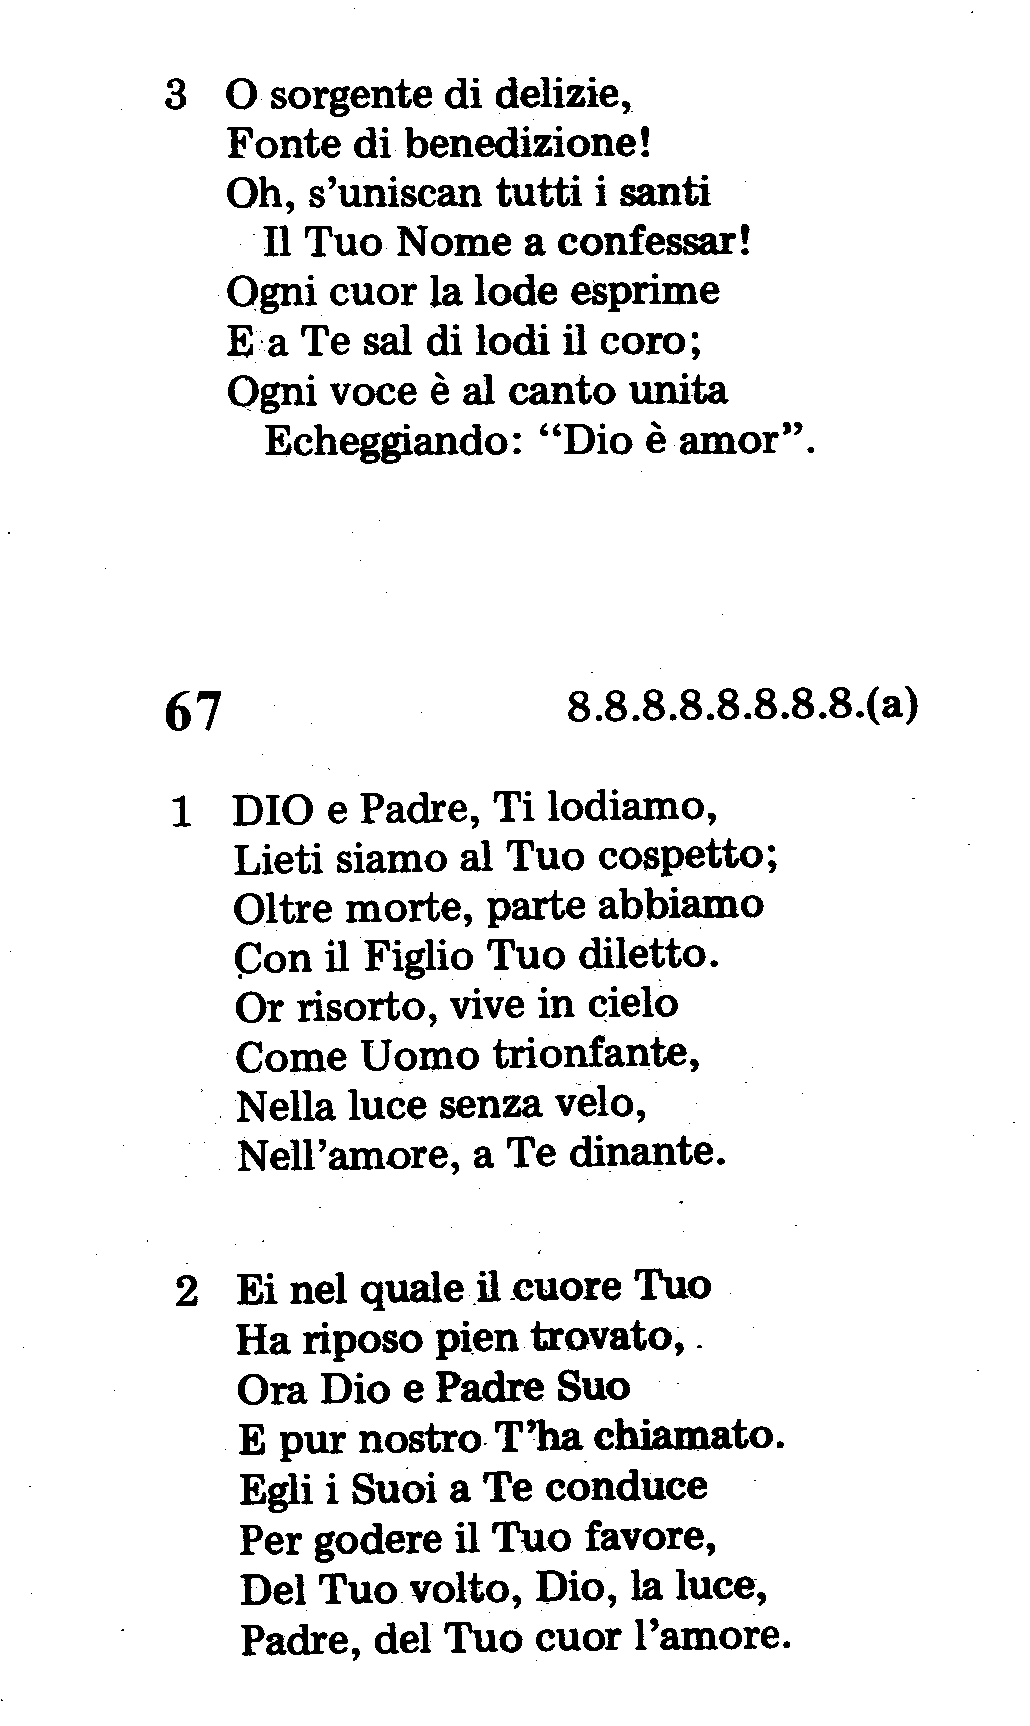 3 O sorgente di delizie,
Fonte di benedizione!
Oh, s’uniscan tutti i santi
Il Tuo Nome a confessar!
Ogni cuor la lode esprime
E a Te sal di lodi il coro;
Ogni voce è al canto unita
Echeggiando: “Dio è amor”.
67 8.8.8.8.8.8.8.8.(a)
1 DIO e Padre, Ti lodiamo,
Lieti siamo al Tuo cospetto;
Oltre morte, parte abbiamo
Con il Figlio Tuo diletto.
Or risorto, vive in cielo
Come Uomo trionfante,
Nella luce senza velo,
Nell’amore, a Te dinante.
2 Ei nel quale il cuore Tuo
Ha riposo pien trovato,
Ora Dio e Padre Suo
E pur nostro T’ha chiamato.
Egli i Suoi a Te conduce
Per godere il Tuo favore,
Del Tuo volto, Dio, la luce,
Padre, del Tuo cuor l’amore.